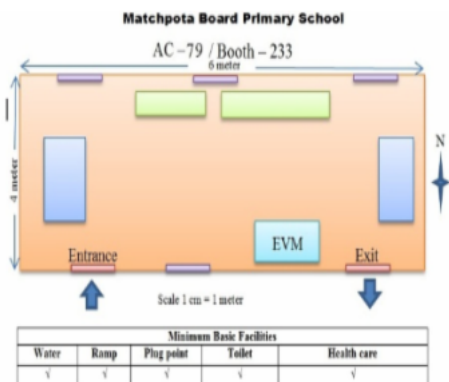 Matchpota Board Primary School
AC -79 / Booth - 233
6 meter
4 meter
N
Entrance
EVM
Exit
Scale 1 cm = 1 meter
Minimum Basic Facilities
Water Ramp Plug point Toilet Health care
√ √ √ √ √